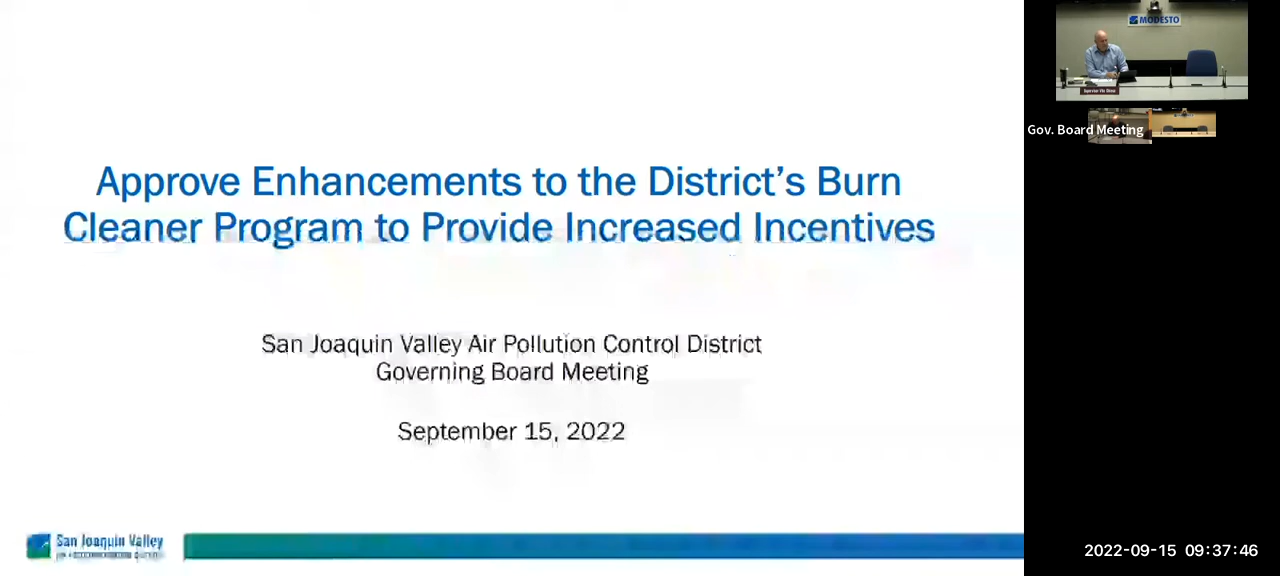 Approve Enhancements to the District's Burn
Cleaner Program to Provide Increased Incentives
San Joaquin Valley Air Pollution Control District
Governing Board Meeting
September 15, 2022
San Joaquin Valley
MODESTO
Gov. Board Meeting
2022-09-15 09:37:46